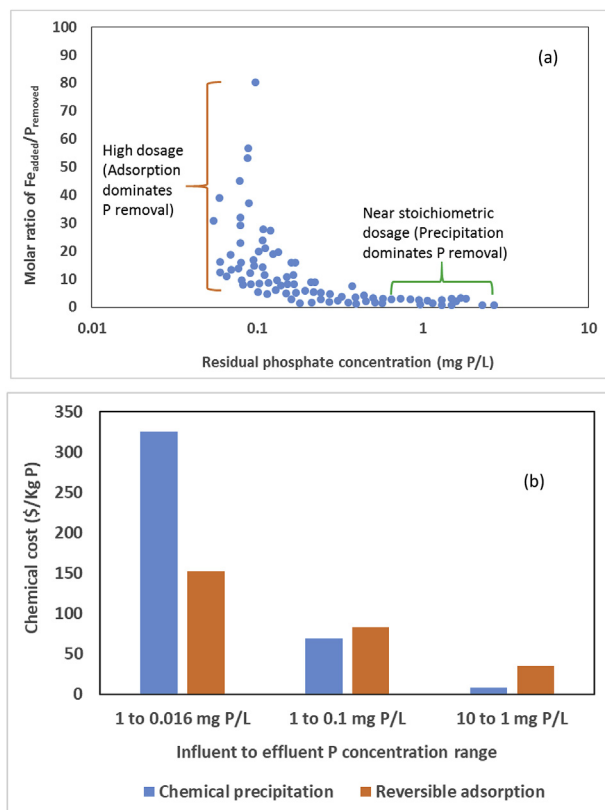 (a)
Molar ratio of Fe_added/P_removed
100
90
80
70
60
50
40
30
20
10
0
High dosage
(Adsorption
dominates
P removal)
Near stoichiometric
dosage (Precipitation
dominates P removal)
0.01 0.1 1 10
Residual phosphate concentration (mg P/L)
(b)
Chemical cost ($/Kg P)
350
300
250
200
150
100
50
0
1 to 0.016 mg P/L 1 to 0.1 mg P/L 10 to 1 mg P/L
Influent to effluent P concentration range
Chemical precipitation Reversible adsorption